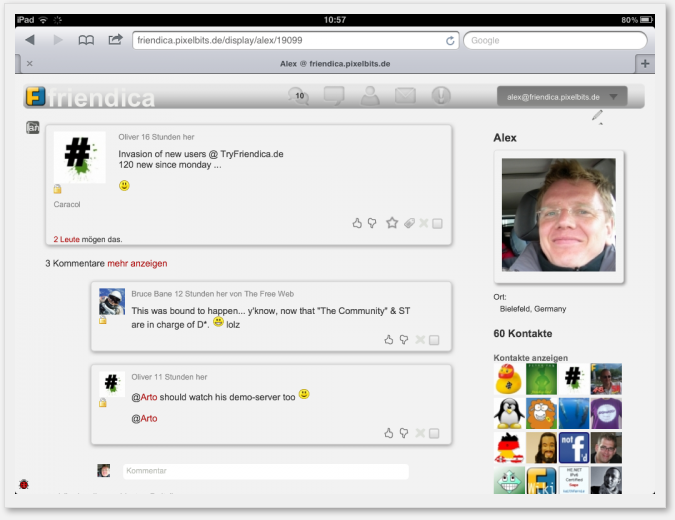 iPad
10:57
80%
friendica.pixelbits.de/display/alex/19099
Google
Alex @ friendica.pixelbits.de
friendica
10
alex@friendica.pixelbits.de
Oliver 16 Stunden her
Invasion of new users @ TryFriendica.de
120 new since monday ...
Caracol
2 Leute mögen das.
3 Kommentare mehr anzeigen
Bruce Bane 12 Stunden her von The Free Web
This was bound to happen... y'know, now that "The Community" & ST
are in charge of D*. lolz
Oliver 11 Stunden her
@Arto should watch his demo-server too
@Arto
Kommentar
Alex
Ort:
Bielefeld, Germany
60 Kontakte
Kontakte anzeigen
not
f'd